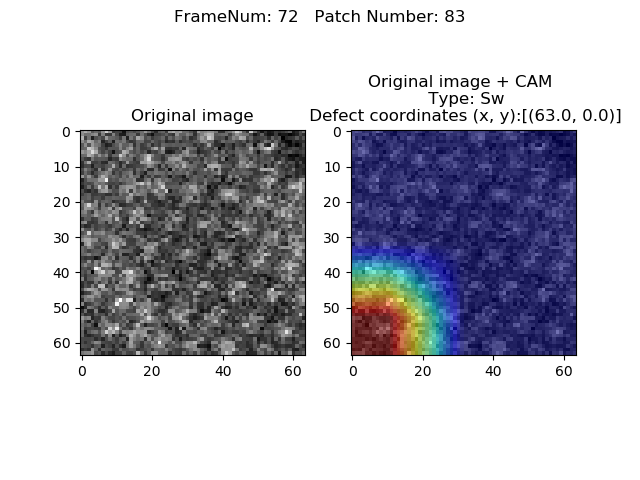 FrameNum: 72   Patch Number: 83
Original image
Original image + CAM
Type: Sw
Defect coordinates (x, y):[(63.0, 0.0)]
0
10
20
30
40
50
60
0 20 40 60
0
10
20
30
40
50
60
0 20 40 60